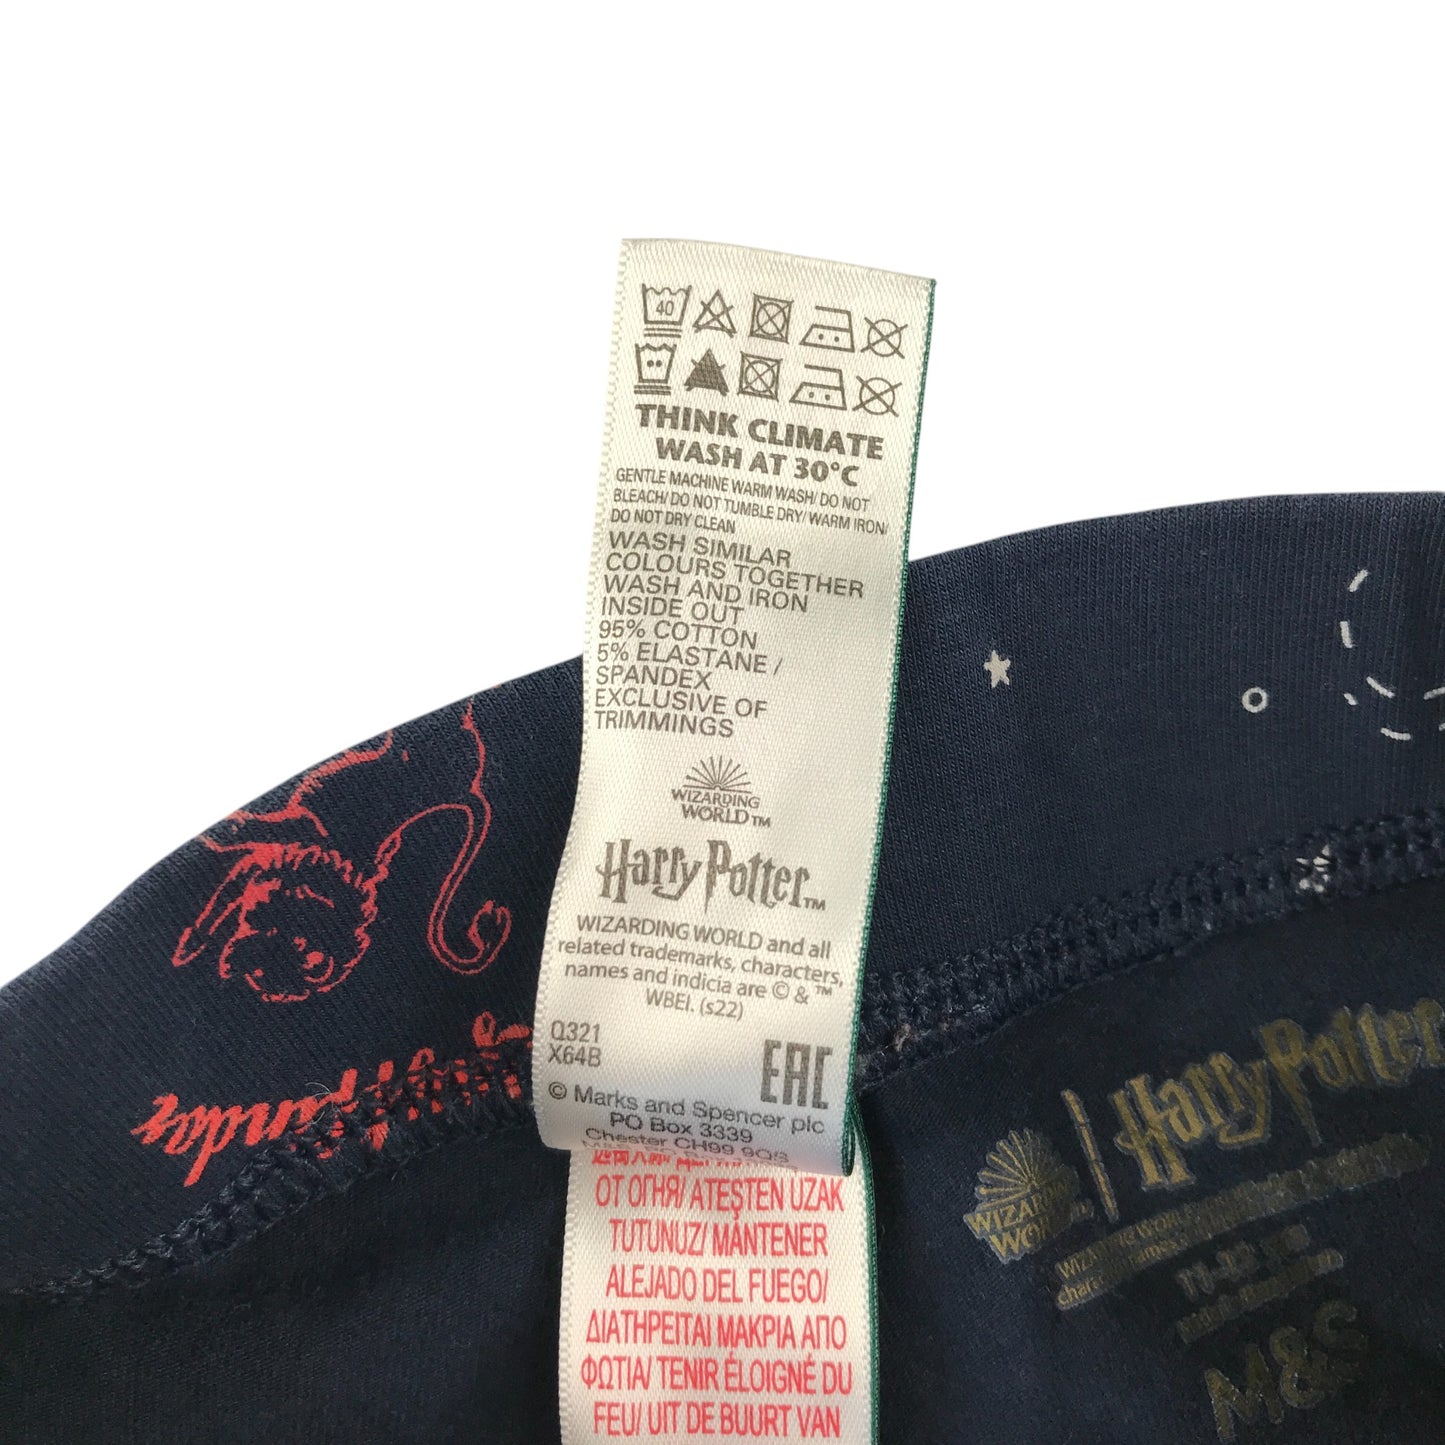 40
THINK CLIMATE
WASH AT 30°C
GENTLE MACHINE WARM WASH/ DO NOT
BLEACH/ DO NOT TUMBLE DRY/ WARM IRON/
DO NOT DRY CLEAN
WASH SIMILAR
COLOURS TOGETHER
WASH AND IRON
INSIDE OUT
95% COTTON
5% ELASTANE /
SPANDEX
EXCLUSIVE OF
TRIMMINGS
WIZARDING
WORLD™
Harry Potter™
WIZARDING WORLD and all
related trademarks, characters,
names and indicia are © & ™
WBEI. (s22)
Q321
X64B
EAC
© Marks and Spencer plc
PO Box 3339
Chester CH99 9QS
ОТ ОГНЯ/ ATEŞTEN UZAK
TUTUNUZ/ MANTENER
ALEJADO DEL FUEGO/
ΔΙΑΤΗΡΕΙΤΑΙ ΜΑΚΡΙΑ ΑΠΟ
ΦΩΤΙΑ/ TENIR ÉLOIGNÉ DU
FEU/ UIT DE BUURT VAN
Gryffindor
WIZARDING
WORLD
Harry Potter
M&S